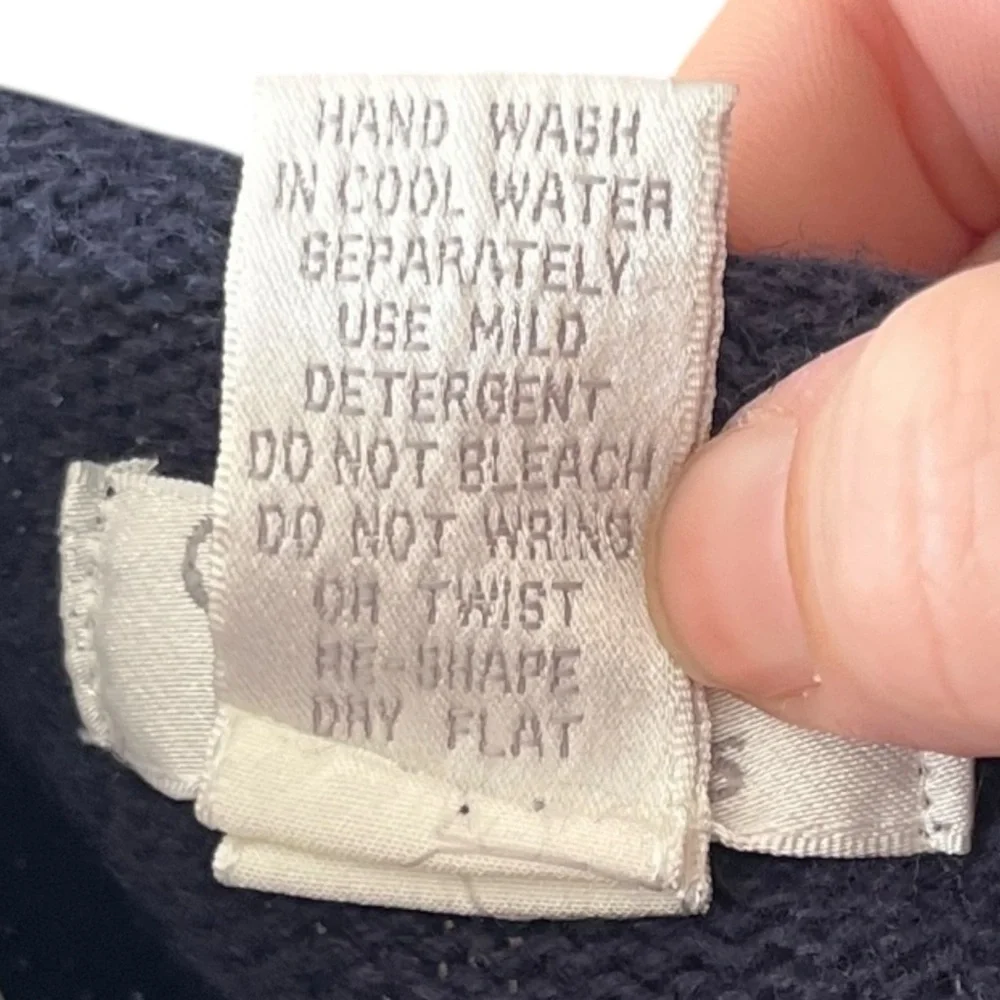 HAND WASH
IN COOL WATER
SEPARATELY
USE MILD
DETERGENT
DO NOT BLEACH
DO NOT WRING
OR TWIST
RE-SHAPE
DRY FLAT